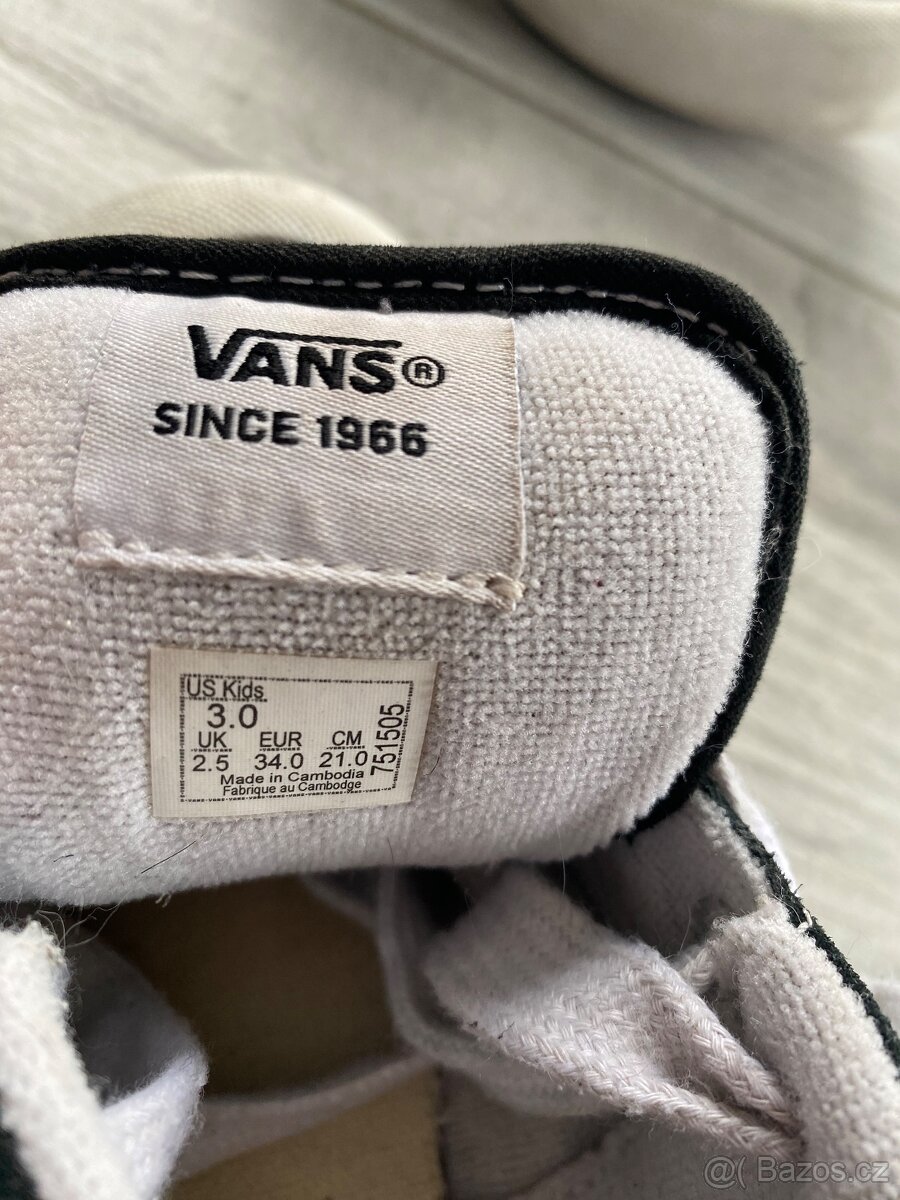 VANS®
SINCE 1966
US Kids
3.0
UK EUR CM
2.5 34.0 21.0
Made in Cambodia
Fabrique au Cambodge
751505
@( Bazos.cz